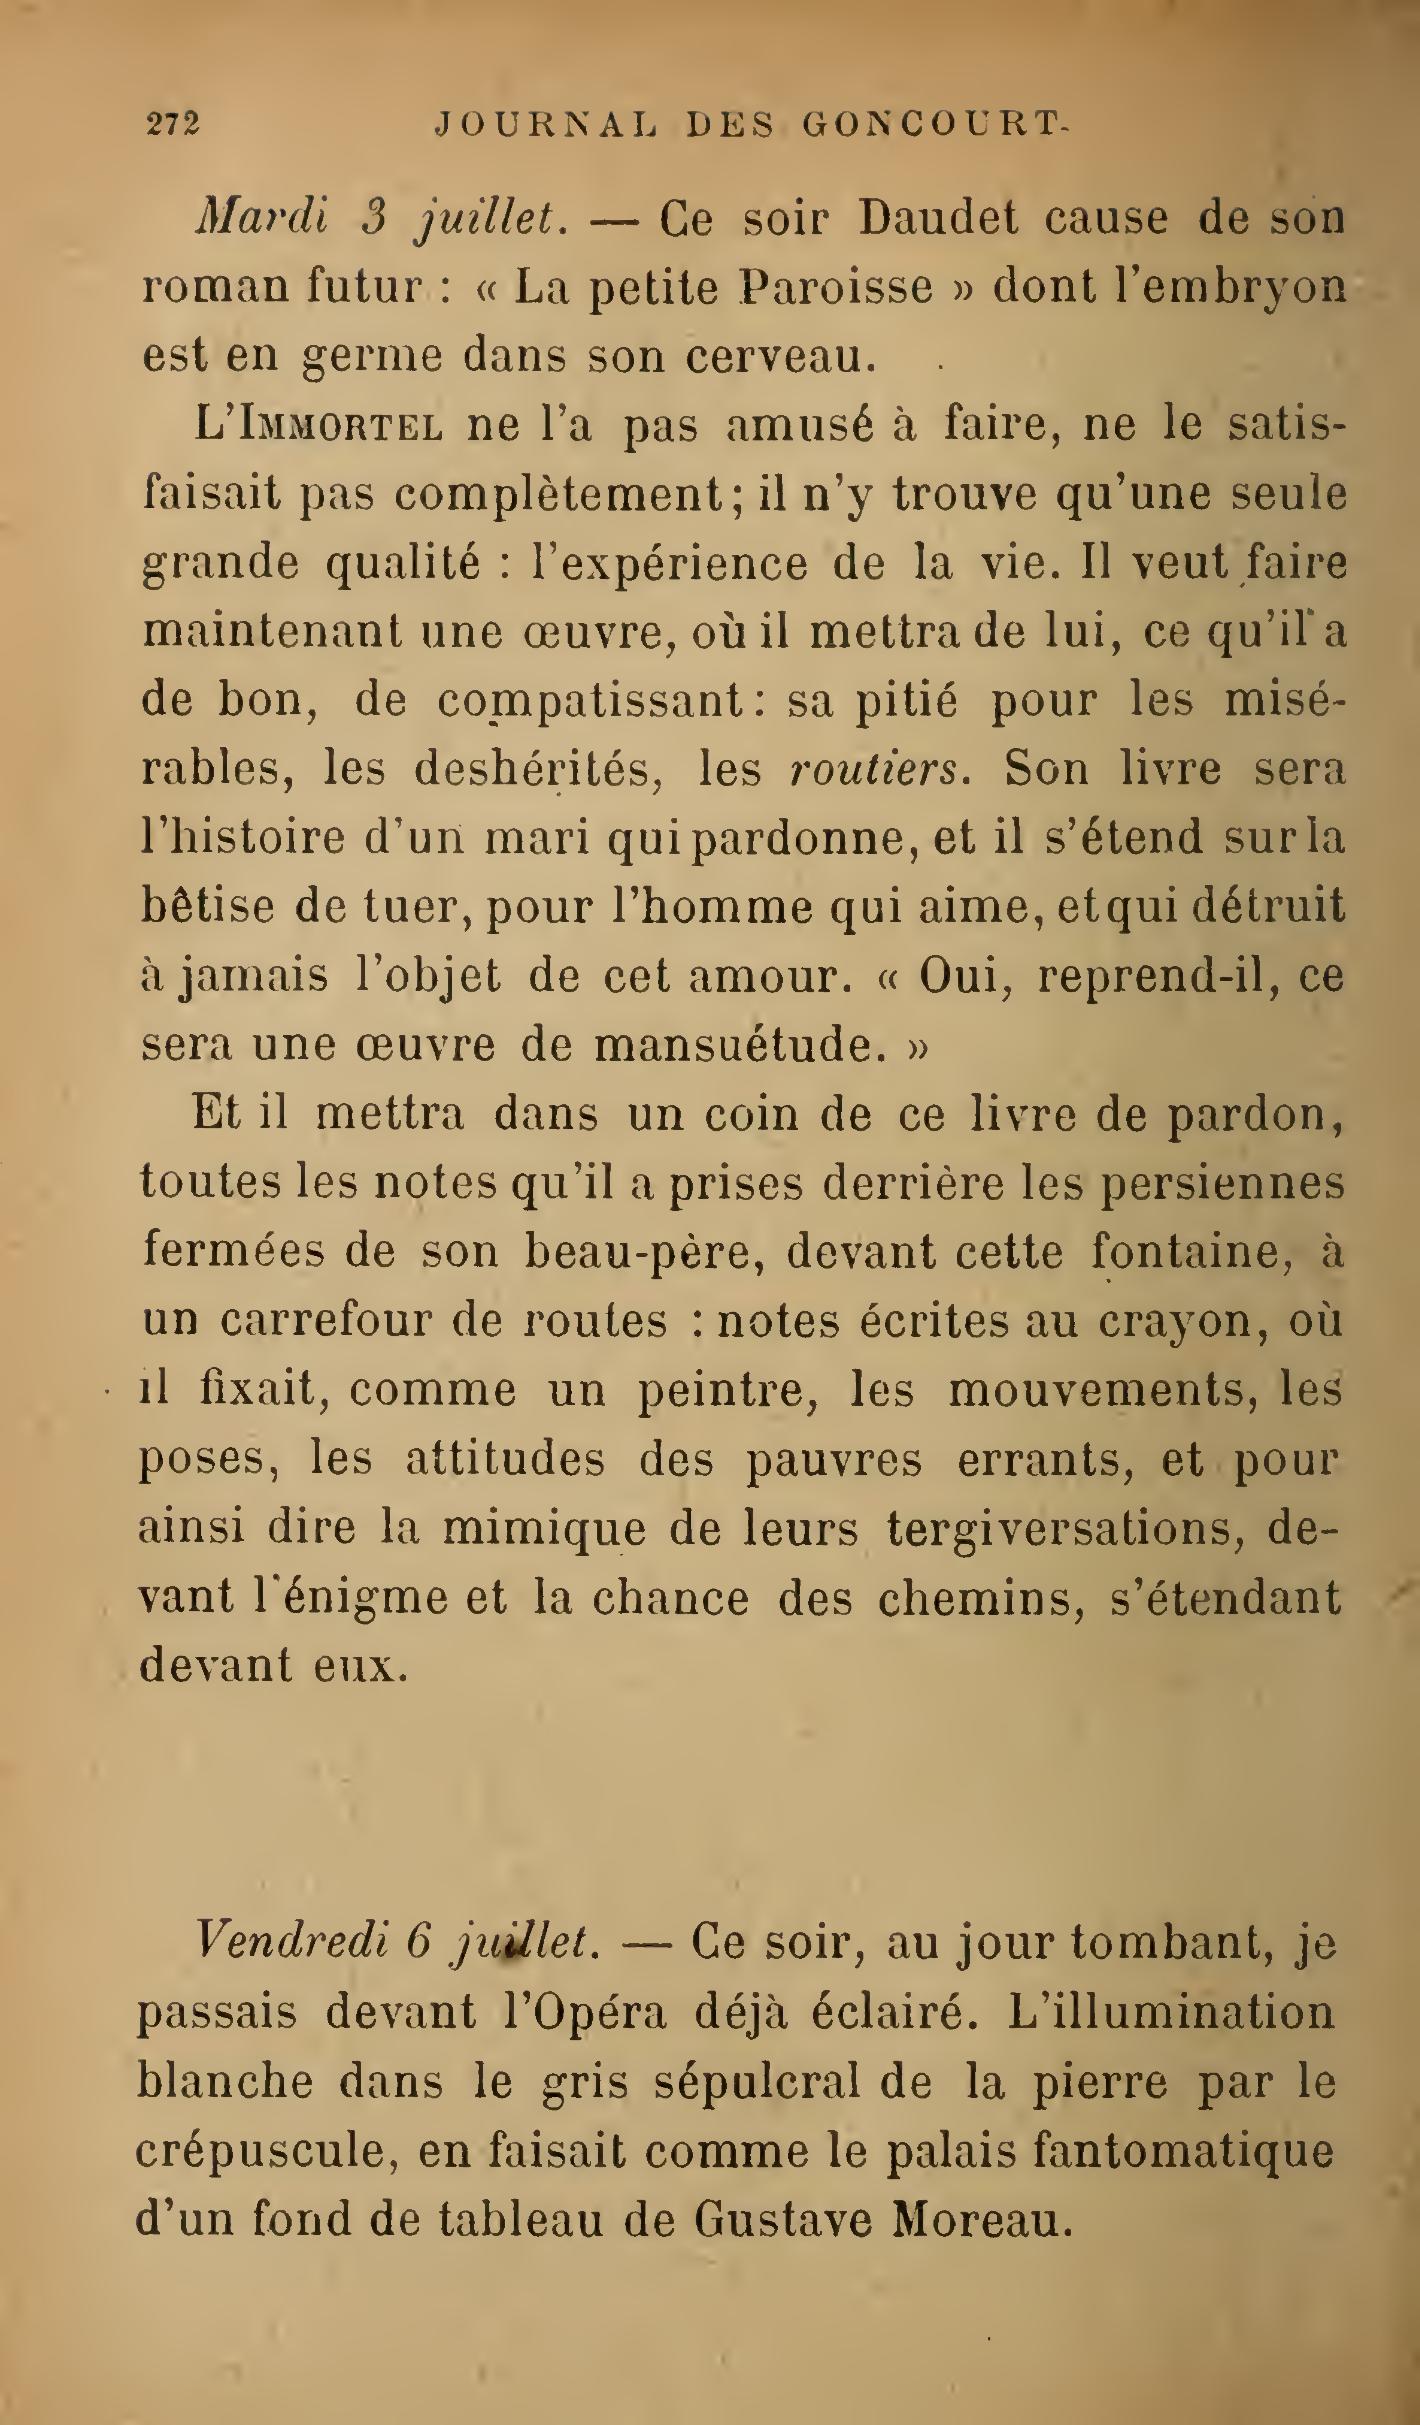 272 JOURNAL DES GONCOURT.
Mardi 3 juillet. — Ce soir Daudet cause de son
roman futur : « La petite Paroisse » dont l'embryon
est en germe dans son cerveau.
L'IMMORTEL ne l'a pas amusé à faire, ne le satis-
faisait pas complètement; il n'y trouve qu'une seule
grande qualité : l'expérience de la vie. Il veut faire
maintenant une œuvre, où il mettra de lui, ce qu'il a
de bon, de compatissant : sa pitié pour les misé-
rables, les deshérités, les routiers. Son livre sera
l'histoire d'un mari qui pardonne, et il s'étend sur la
bêtise de tuer, pour l'homme qui aime, et qui détruit
à jamais l'objet de cet amour. « Oui, reprend-il, ce
sera une œuvre de mansuétude. »
Et il mettra dans un coin de ce livre de pardon,
toutes les notes qu'il a prises derrière les persiennes
fermées de son beau-père, devant cette fontaine, à
un carrefour de routes : notes écrites au crayon, où
il fixait, comme un peintre, les mouvements, les
poses, les attitudes des pauvres errants, et pour
ainsi dire la mimique de leurs tergiversations, de-
vant l'énigme et la chance des chemins, s'étendant
devant eux.
Vendredi 6 juillet. — Ce soir, au jour tombant, je
passais devant l'Opéra déjà éclairé. L'illumination
blanche dans le gris sépulcral de la pierre par le
crépuscule, en faisait comme le palais fantomatique
d'un fond de tableau de Gustave Moreau.